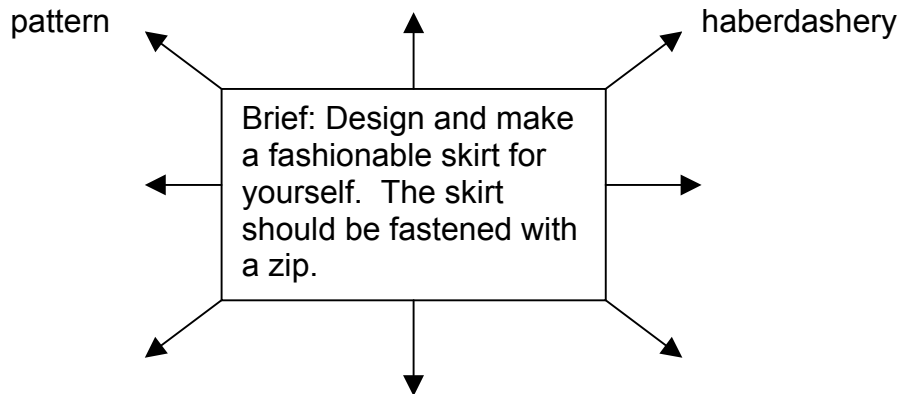 pattern
haberdashery
Brief: Design and make
a fashionable skirt for
yourself.  The skirt
should be fastened with
a zip.